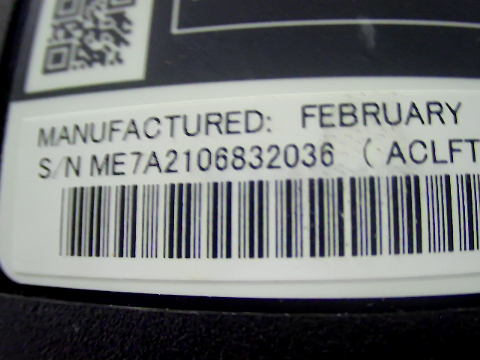 MANUFACTURED: FEBRUARY
S/N ME7A2106832036 ( ACLFT